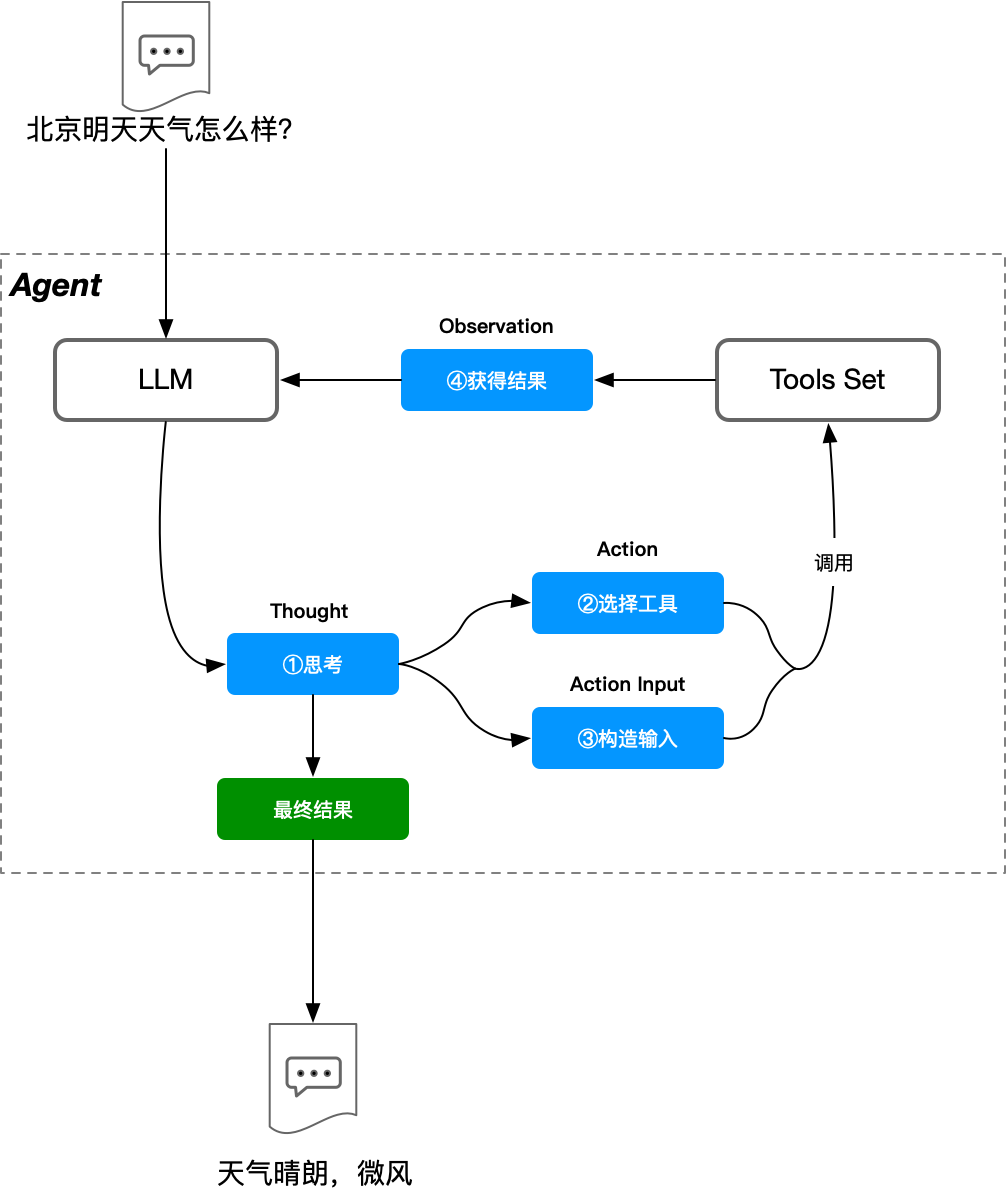 北京明天天气怎么样?
Agent
Observation
LLM
④获得结果
Tools Set
Action
调用
②选择工具
Thought
①思考
Action Input
③构造输入
最终结果
天气晴朗，微风